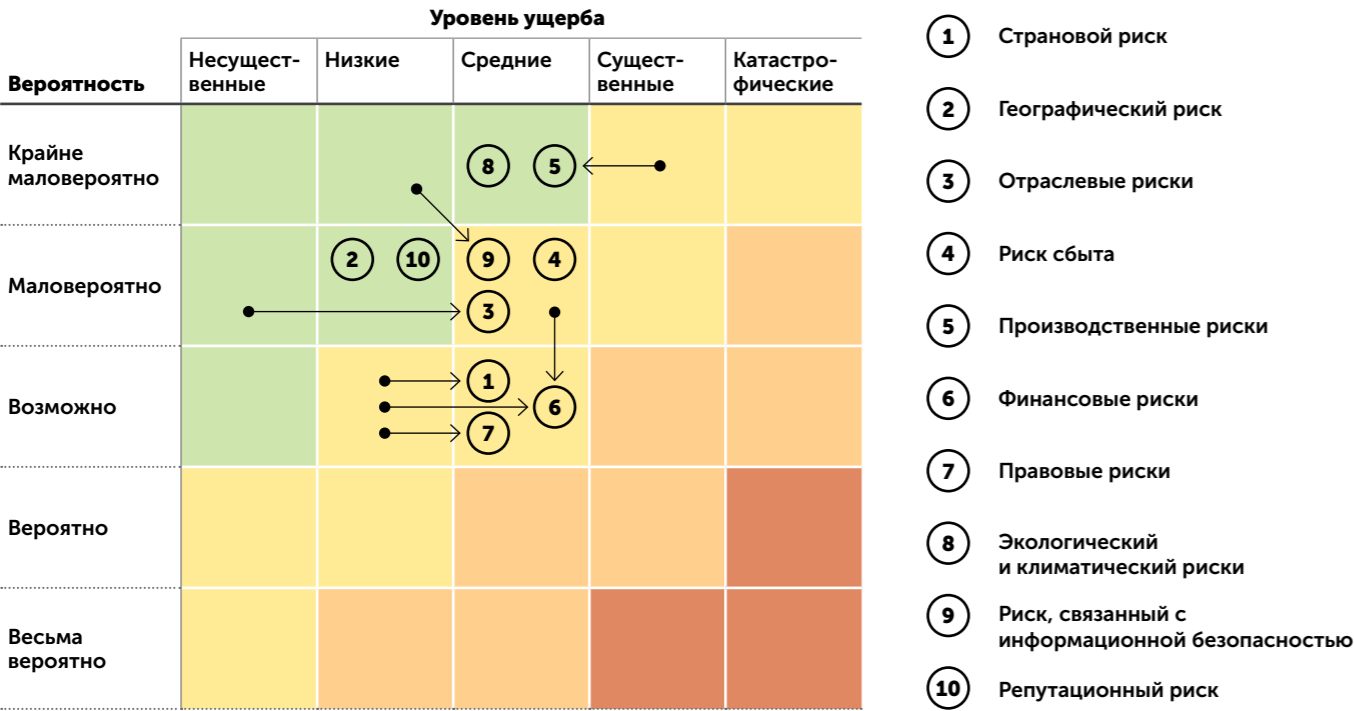 Уровень ущерба
Вероятность
Несущест-
венные
Низкие
Средние
Сущест-
венные
Катастро-
фические
Крайне
маловероятно
8
5
Маловероятно
2
10
9
4
3
Возможно
1
6
7
Вероятно
Весьма
вероятно
1 Страновой риск
2 Географический риск
3 Отраслевые риски
4 Риск сбыта
5 Производственные риски
6 Финансовые риски
7 Правовые риски
8 Экологический
и климатический риски
9 Риск, связанный с
информационной безопасностью
10 Репутационный риск